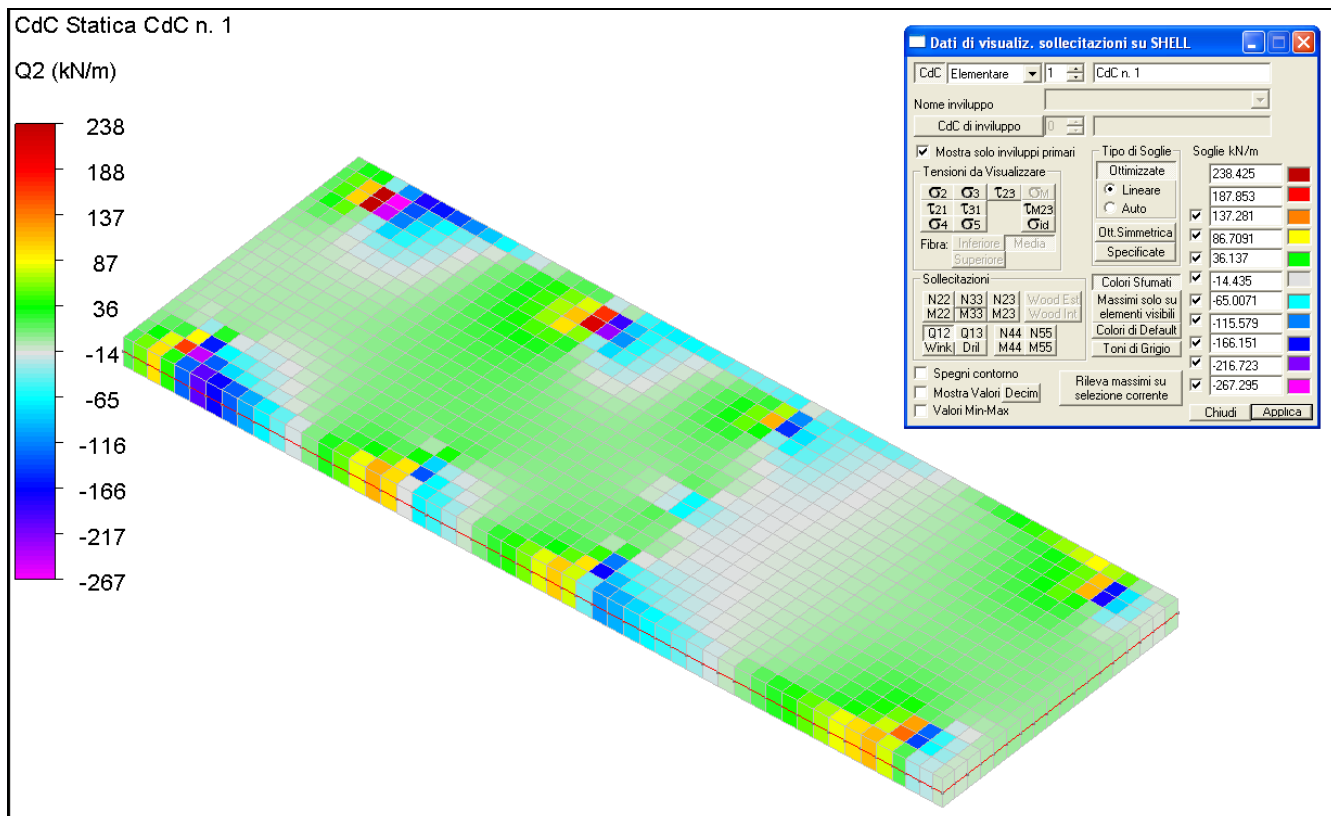 CdC Statica CdC n. 1
Q2 (kN/m)
238
188
137
87
36
-14
-65
-116
-166
-217
-267
Dati di visualiz. sollecitazioni su SHELL
CdC Elementare 1 CdC n. 1
Nome inviluppo
CdC di inviluppo 0
Mostra solo inviluppi primari
Tensioni da Visualizzare
σ2 σ3 τ23 σM
τ21 τ31 τM23
σ4 σ5 σid
Fibra: Inferiore Media
Superiore
Sollecitazioni
N22 N33 N23 Wood Est
M22 M33 M23 Wood Int
Q12 Q13 N44 N55
Wink Dril M44 M55
Spegni contorno
Mostra Valori Decim
Valori Min-Max
Tipo di Soglie
Ottimizzate
Lineare
Auto
Ott.Simmetrica
Specificate
Colori Sfumati
Massimi solo su
elementi visibili
Colori di Default
Toni di Grigio
Rileva massimi su
selezione corrente
Soglie kN/m
238.425
187.853
137.281
86.7091
36.137
-14.435
-65.0071
-115.579
-166.151
-216.723
-267.295
Chiudi Applica